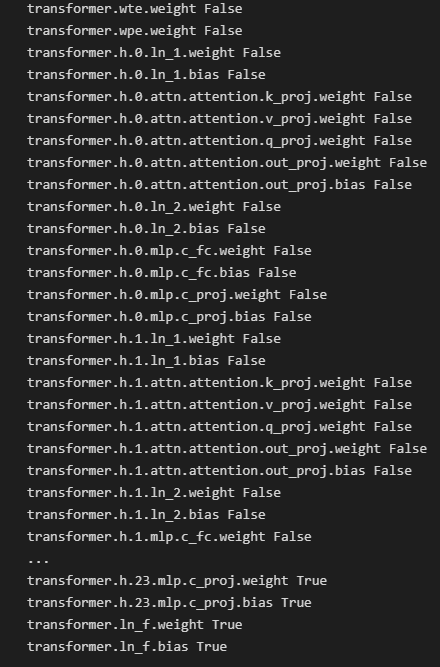 transformer.wte.weight False
transformer.wpe.weight False
transformer.h.0.ln_1.weight False
transformer.h.0.ln_1.bias False
transformer.h.0.attn.attention.k_proj.weight False
transformer.h.0.attn.attention.v_proj.weight False
transformer.h.0.attn.attention.q_proj.weight False
transformer.h.0.attn.attention.out_proj.weight False
transformer.h.0.attn.attention.out_proj.bias False
transformer.h.0.ln_2.weight False
transformer.h.0.ln_2.bias False
transformer.h.0.mlp.c_fc.weight False
transformer.h.0.mlp.c_fc.bias False
transformer.h.0.mlp.c_proj.weight False
transformer.h.0.mlp.c_proj.bias False
transformer.h.1.ln_1.weight False
transformer.h.1.ln_1.bias False
transformer.h.1.attn.attention.k_proj.weight False
transformer.h.1.attn.attention.v_proj.weight False
transformer.h.1.attn.attention.q_proj.weight False
transformer.h.1.attn.attention.out_proj.weight False
transformer.h.1.attn.attention.out_proj.bias False
transformer.h.1.ln_2.weight False
transformer.h.1.ln_2.bias False
transformer.h.1.mlp.c_fc.weight False
...
transformer.h.23.mlp.c_proj.weight True
transformer.h.23.mlp.c_proj.bias True
transformer.ln_f.weight True
transformer.ln_f.bias True